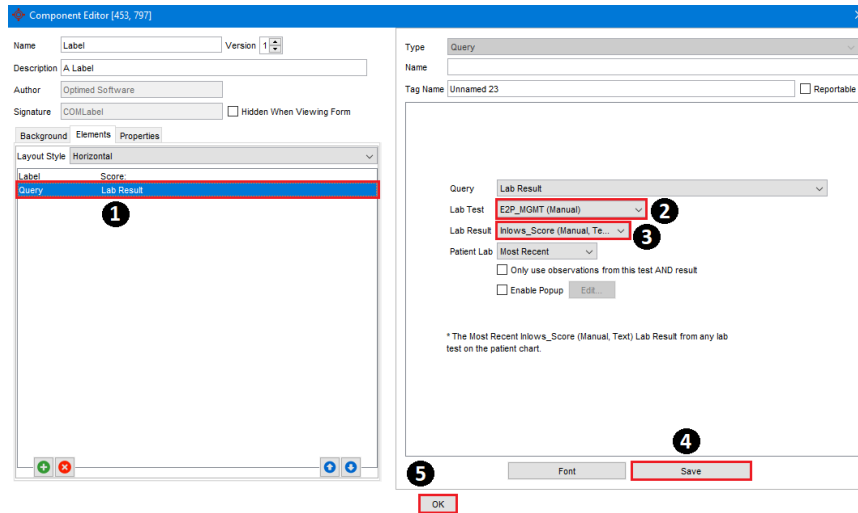 Component Editor [453, 797]
Name Label Version 1
Description A Label
Author Optimed Software
Signature COMLabel Hidden When Viewing Form
Background Elements Properties
Layout Style Horizontal
Label Score:
Query Lab Result
1
Type Query
Name
Tag Name Unnamed 23 Reportable
Query Lab Result
Lab Test E2P_MGMT (Manual) 2
Lab Result Inlows_Score (Manual, Te... 3
Patient Lab Most Recent
Only use observations from this test AND result
Enable Popup Edit...
* The Most Recent Inlows_Score (Manual, Text) Lab Result from any lab
test on the patient chart.
4
Font Save
5
OK